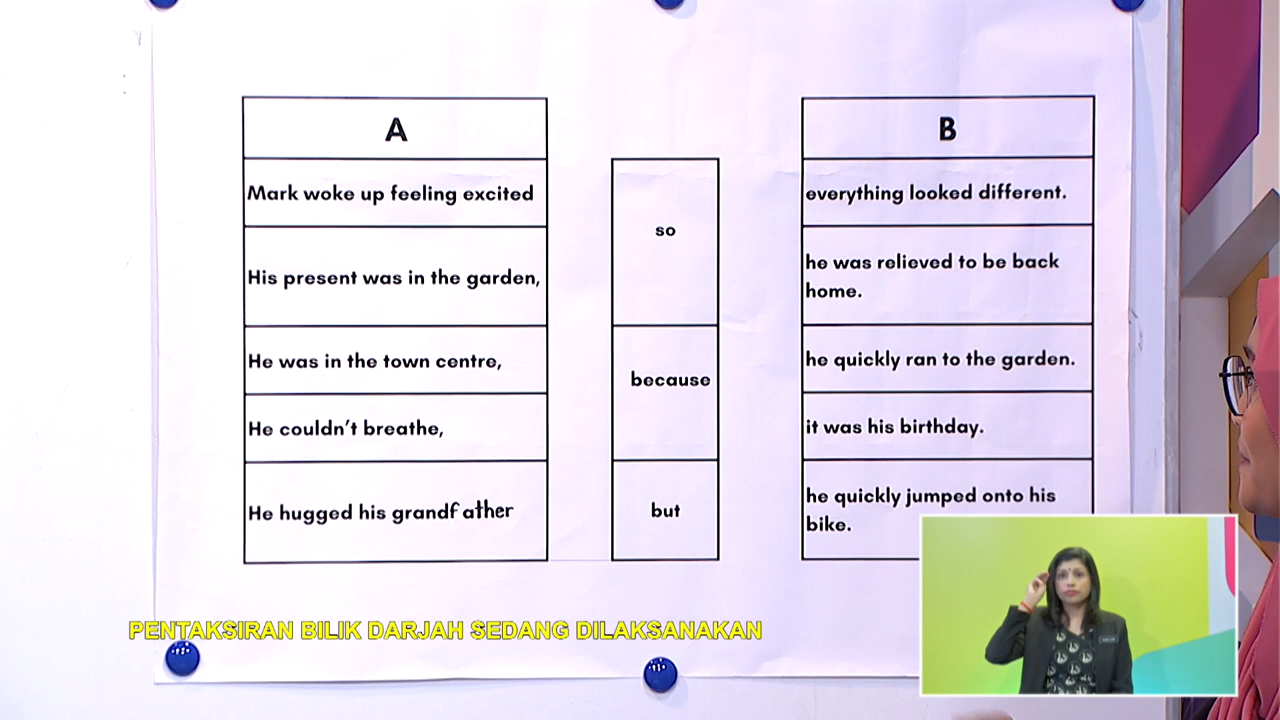 A
Mark woke up feeling excited
His present was in the garden,
He was in the town centre,
He couldn't breathe,
He hugged his grandfather
so
because
but
B
everything looked different.
he was relieved to be back
home.
he quickly ran to the garden.
it was his birthday.
he quickly jumped onto his
bike.
PENTAKSIRAN BILIK DARJAH SEDANG DILAKSANAKAN